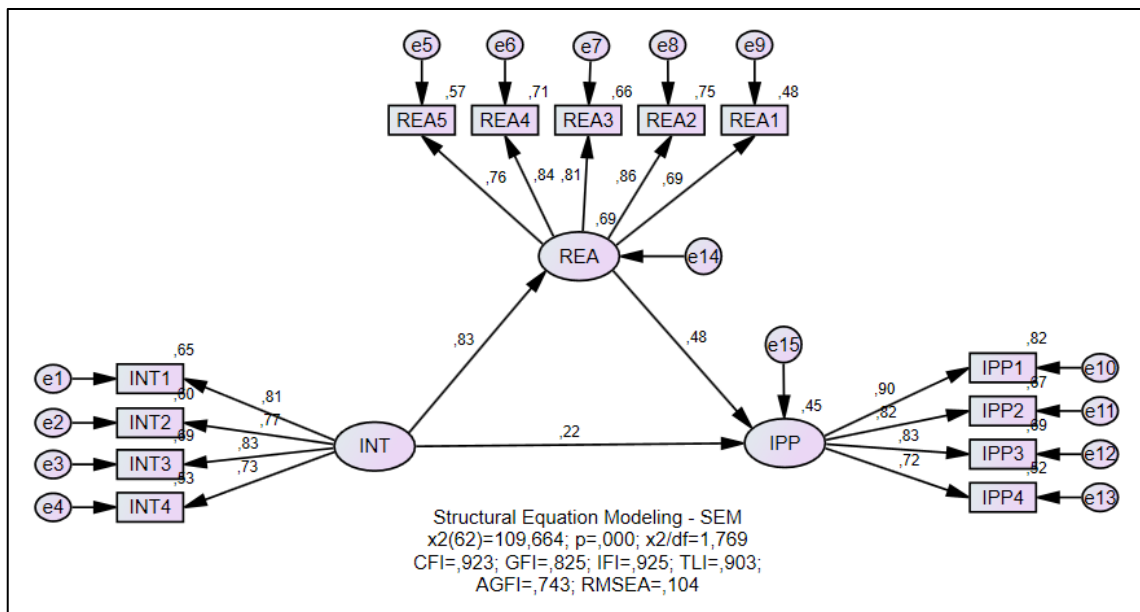 e5 e6 e7 e8 e9
,57 ,71 ,66 ,75 ,48
REA5 REA4 REA3 REA2 REA1
,76 ,84 ,81 ,86 ,69
,69
REA e14
,83 ,48
e15
,65 ,82
e1 INT1 IPP1 e10
,81 ,90
,60 ,67
e2 INT2 IPP2 e11
,77 ,82
,45
,69 ,69
e3 INT3 INT ,22 IPP IPP3 e12
,83 ,83
,73 ,72
,53 ,52
e4 INT4 IPP4 e13
Structural Equation Modeling - SEM
x2(62)=109,664; p=,000; x2/df=1,769
CFI=,923; GFI=,825; IFI=,925; TLI=,903;
AGFI=,743; RMSEA=,104